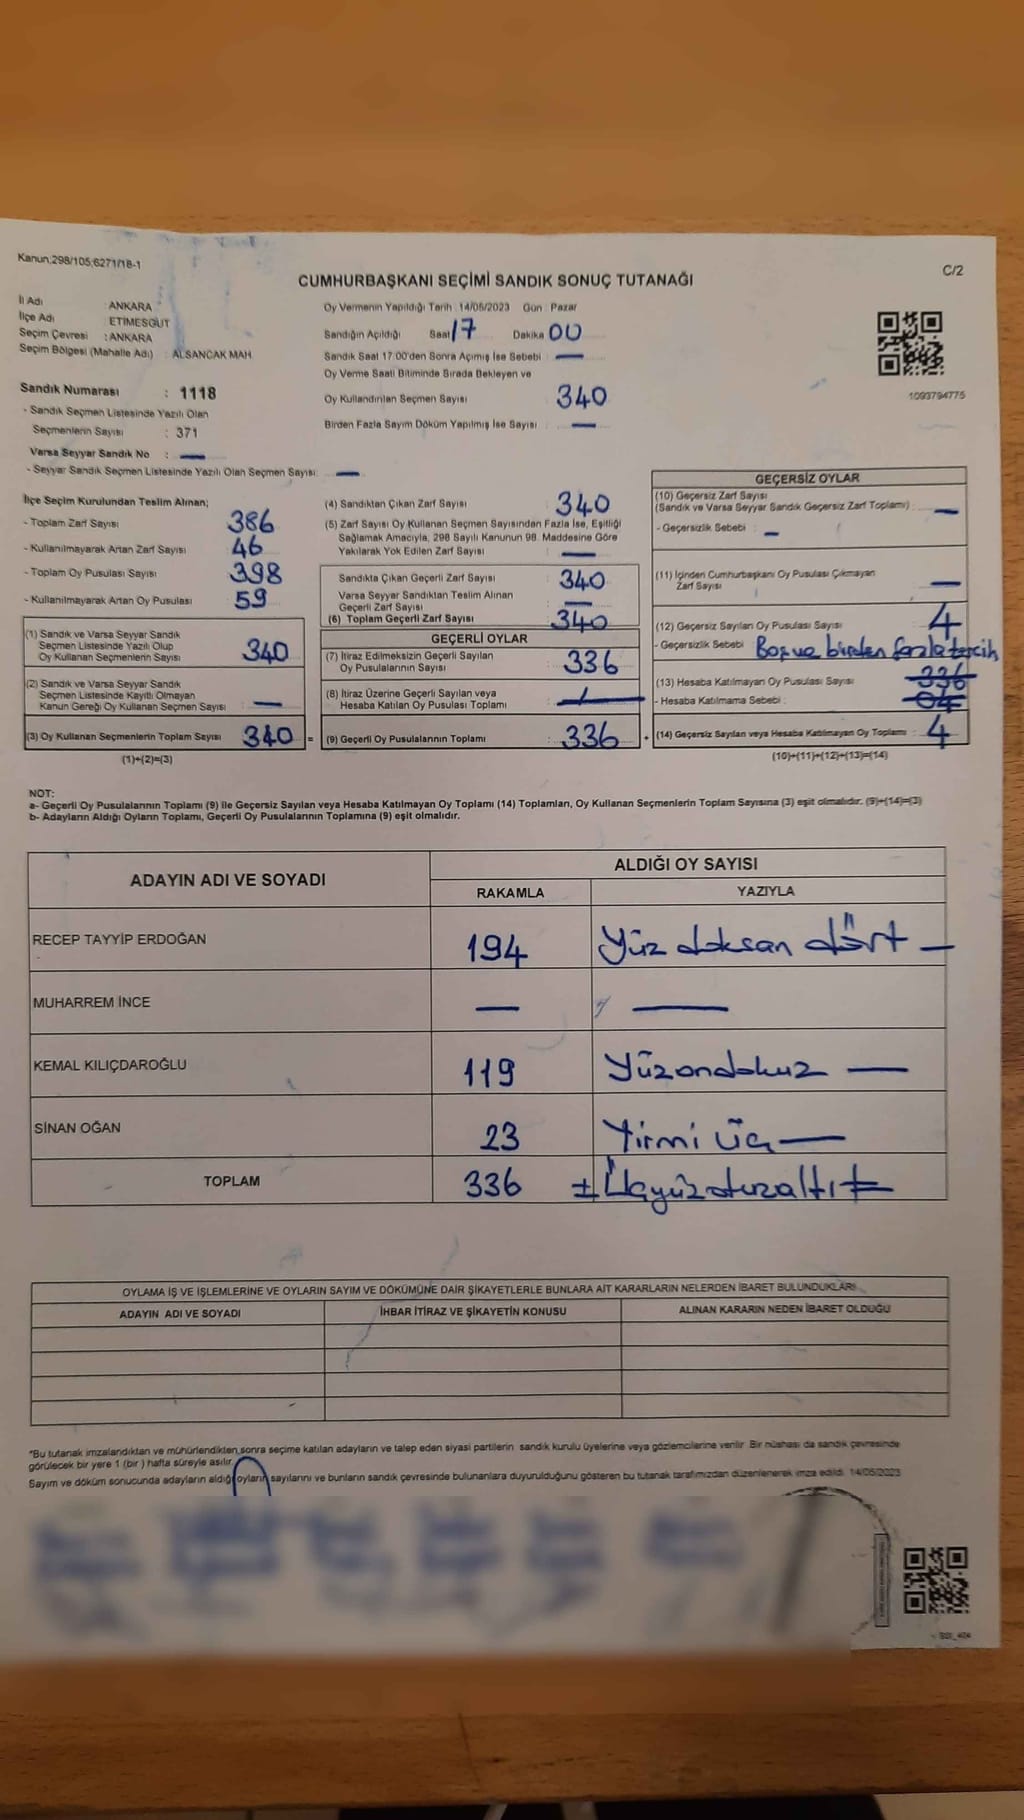 Kanun;298/105;6271/18-1
C/2
CUMHURBAŞKANI SEÇİMİ SANDIK SONUÇ TUTANAĞI
İl Adı : ANKARA
İlçe Adı : ETİMESGUT
Seçim Çevresi : ANKARA
Seçim Bölgesi (Mahalle Adı) : ALSANCAK MAH.
Oy Vermenin Yapıldığı Tarih : 14/05/2023 Gün : Pazar
Sandığın Açıldığı Saat 17 Dakika 00
Sandık Saat 17:00'den Sonra Açımış İse Sebebi : —
Oy Verme Saati Bitiminde Sırada Bekleyen ve
Oy Kullandırılan Seçmen Sayısı 340
Birden Fazla Sayım Döküm Yapılmış İse Sayısı : —
1093794775
Sandık Numarası : 1118
- Sandık Seçmen Listesinde Yazılı Olan
Seçmenlerin Sayısı : 371
Varsa Seyyar Sandık No : —
- Seyyar Sandık Seçmen Listesinde Yazılı Olan Seçmen Sayısı: —
İlçe Seçim Kurulundan Teslim Alınan;
- Toplam Zarf Sayısı 386
- Kullanılmayarak Artan Zarf Sayısı 46
- Toplam Oy Pusulası Sayısı 398
- Kullanılmayarak Artan Oy Pusulası 59
(1) Sandık ve Varsa Seyyar Sandık
Seçmen Listesinde Yazılı Olup
Oy Kullanan Seçmenlerin Sayısı 340
(2) Sandık ve Varsa Seyyar Sandık
Seçmen Listesinde Kayıtlı Olmayan
Kanun Gereği Oy Kullanan Seçmen Sayısı : —
(3) Oy Kullanan Seçmenlerin Toplam Sayısı 340 =
(1)+(2)=(3)
(4) Sandıktan Çıkan Zarf Sayısı 340
(5) Zarf Sayısı Oy Kullanan Seçmen Sayısından Fazla İse, Eşitliği
Sağlamak Amacıyla, 298 Sayılı Kanunun 98. Maddesine Göre
Yakılarak Yok Edilen Zarf Sayısı : —
Sandıkta Çıkan Geçerli Zarf Sayısı 340
Varsa Seyyar Sandıktan Teslim Alınan
Geçerli Zarf Sayısı : —
(6) Toplam Geçerli Zarf Sayısı 340
GEÇERLİ OYLAR
(7) İtiraz Edilmeksizin Geçerli Sayılan
Oy Pusulalarının Sayısı 336
(8) İtiraz Üzerine Geçerli Sayılan veya
Hesaba Katılan Oy Pusulası Toplamı —
(9) Geçerli Oy Pusulalarının Toplamı : 336 +
GEÇERSİZ OYLAR
(10) Geçersiz Zarf Sayısı
(Sandık ve Varsa Seyyar Sandık Geçersiz Zarf Toplamı) : —
- Geçersizlik Sebebi : —
(11) İçinden Cumhurbaşkanı Oy Pusulası Çıkmayan
Zarf Sayısı —
(12) Geçersiz Sayılan Oy Pusulası Sayısı : 4
- Geçersizlik Sebebi Boş ve birden fazla tercih
(13) Hesaba Katılmayan Oy Pusulası Sayısı 336
- Hesaba Katılmama Sebebi : 04
(14) Geçersiz Sayılan veya Hesaba Katılmayan Oy Toplamı : 4
(10)+(11)+(12)+(13)=(14)
NOT:
a- Geçerli Oy Pusulalarının Toplamı (9) ile Geçersiz Sayılan veya Hesaba Katılmayan Oy Toplamı (14) Toplamları, Oy Kullanan Seçmenlerin Toplam Sayısına (3) eşit olmalıdır. (9)+(14)=(3)
b- Adayların Aldığı Oyların Toplamı, Geçerli Oy Pusulalarının Toplamına (9) eşit olmalıdır.
ADAYIN ADI VE SOYADI ALDIĞI OY SAYISI
RAKAMLA YAZIYLA
RECEP TAYYİP ERDOĞAN 194 Yüz doksan dört —
MUHARREM İNCE — —
KEMAL KILIÇDAROĞLU 119 Yüzondokuz —
SİNAN OĞAN 23 Yirmi üç —
TOPLAM 336 ± Üçyüzotuzaltı ±
OYLAMA İŞ VE İŞLEMLERİNE VE OYLARIN SAYIM VE DÖKÜMÜNE DAİR ŞİKAYETLERLE BUNLARA AİT KARARLARIN NELERDEN İBARET BULUNDUKLARI
ADAYIN ADI VE SOYADI İHBAR İTİRAZ VE ŞİKAYETİN KONUSU ALINAN KARARIN NEDEN İBARET OLDUĞU
*Bu tutanak imzalandıktan ve mühürlendikten sonra seçime katılan adayların ve talep eden siyasi partilerin sandık kurulu üyelerine veya gözlemcilerine verilir. Bir nüshası da sandık çevresinde
görülecek bir yere 1 (bir) hafta süreyle asılır.
Sayım ve döküm sonucunda adayların aldığı oyların sayılarını ve bunların sandık çevresinde bulunanlara duyurulduğunu gösteren bu tutanak tarafımızdan düzenlenerek imza edildi. 14/05/2023